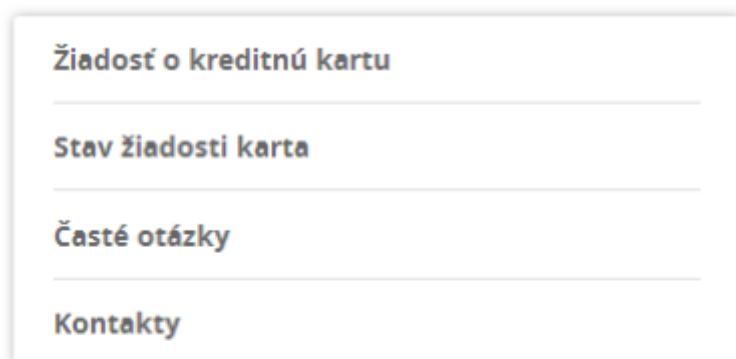 Žiadosť o kreditnú kartu
Stav žiadosti karta
Časté otázky
Kontakty